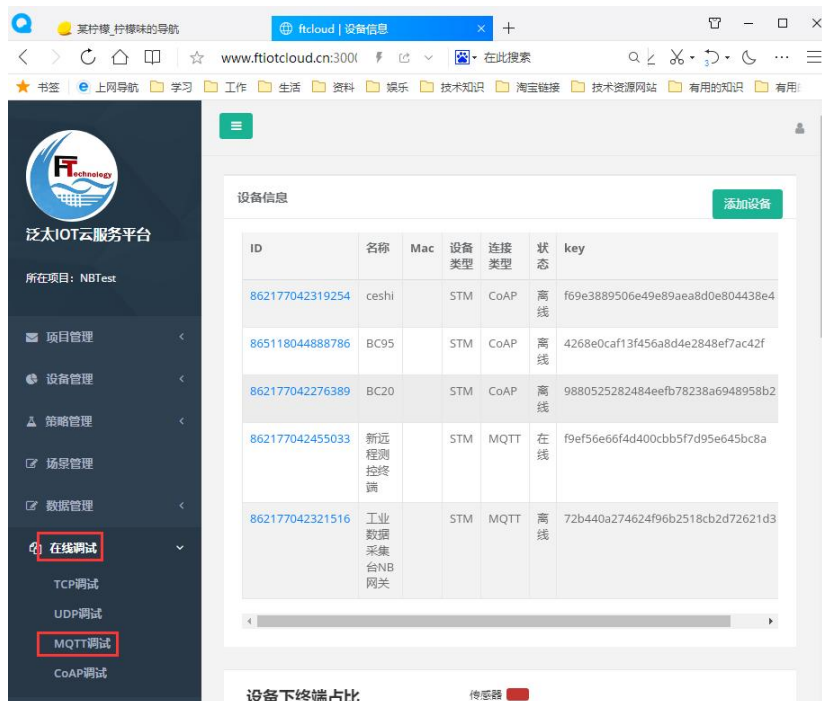 某柠檬_柠檬味的导航
ftcloud | 设备信息
www.ftiotcloud.cn:300
在此搜索
3
书签
上网导航
学习
工作
生活
资料
娱乐
技术知识
淘宝链接
技术资源网站
有用的知识
有用
FTechnology
泛太IOT云服务平台
所在项目：NBTest
项目管理
设备管理
策略管理
场景管理
数据管理
在线调试
TCP调试
UDP调试
MQTT调试
CoAP调试
设备信息
添加设备
ID 名称 Mac 设备 连接 状 key
类型 类型 态
862177042319254 ceshi STM CoAP 离 f69e3889506e49e89aea8d0e804438e4
线
865118044888786 BC95 STM CoAP 离 4268e0caf13f456a8d4e2848ef7ac42f
线
862177042276389 BC20 STM CoAP 离 9880525282484eefb78238a6948958b2
线
862177042455033 新远 STM MQTT 在 f9ef56e66f4d400cbb5f7d95e645bc8a
程测 线
控终
端
862177042321516 工业 STM MQTT 离 72b440a274624f96b2518cb2d72621d3
数据 线
采集
台NB
网关
设备下终端占比
传感器